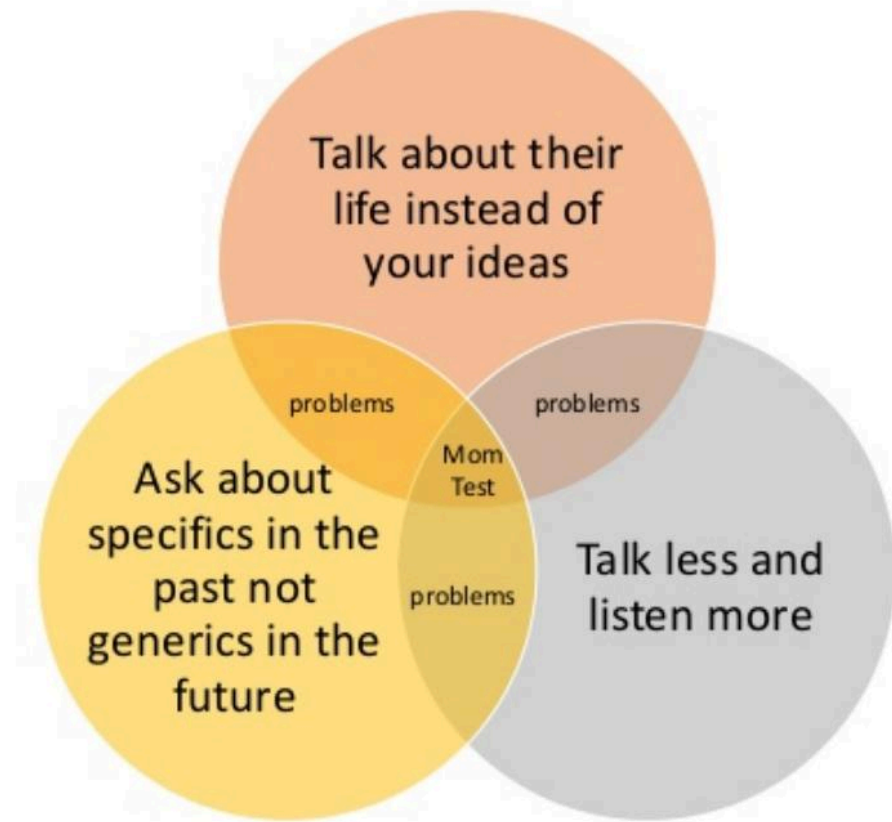 Talk about their
life instead of
your ideas
problems
problems
Mom
Test
Ask about
specifics in the
past not
generics in the
future
problems
Talk less and
listen more